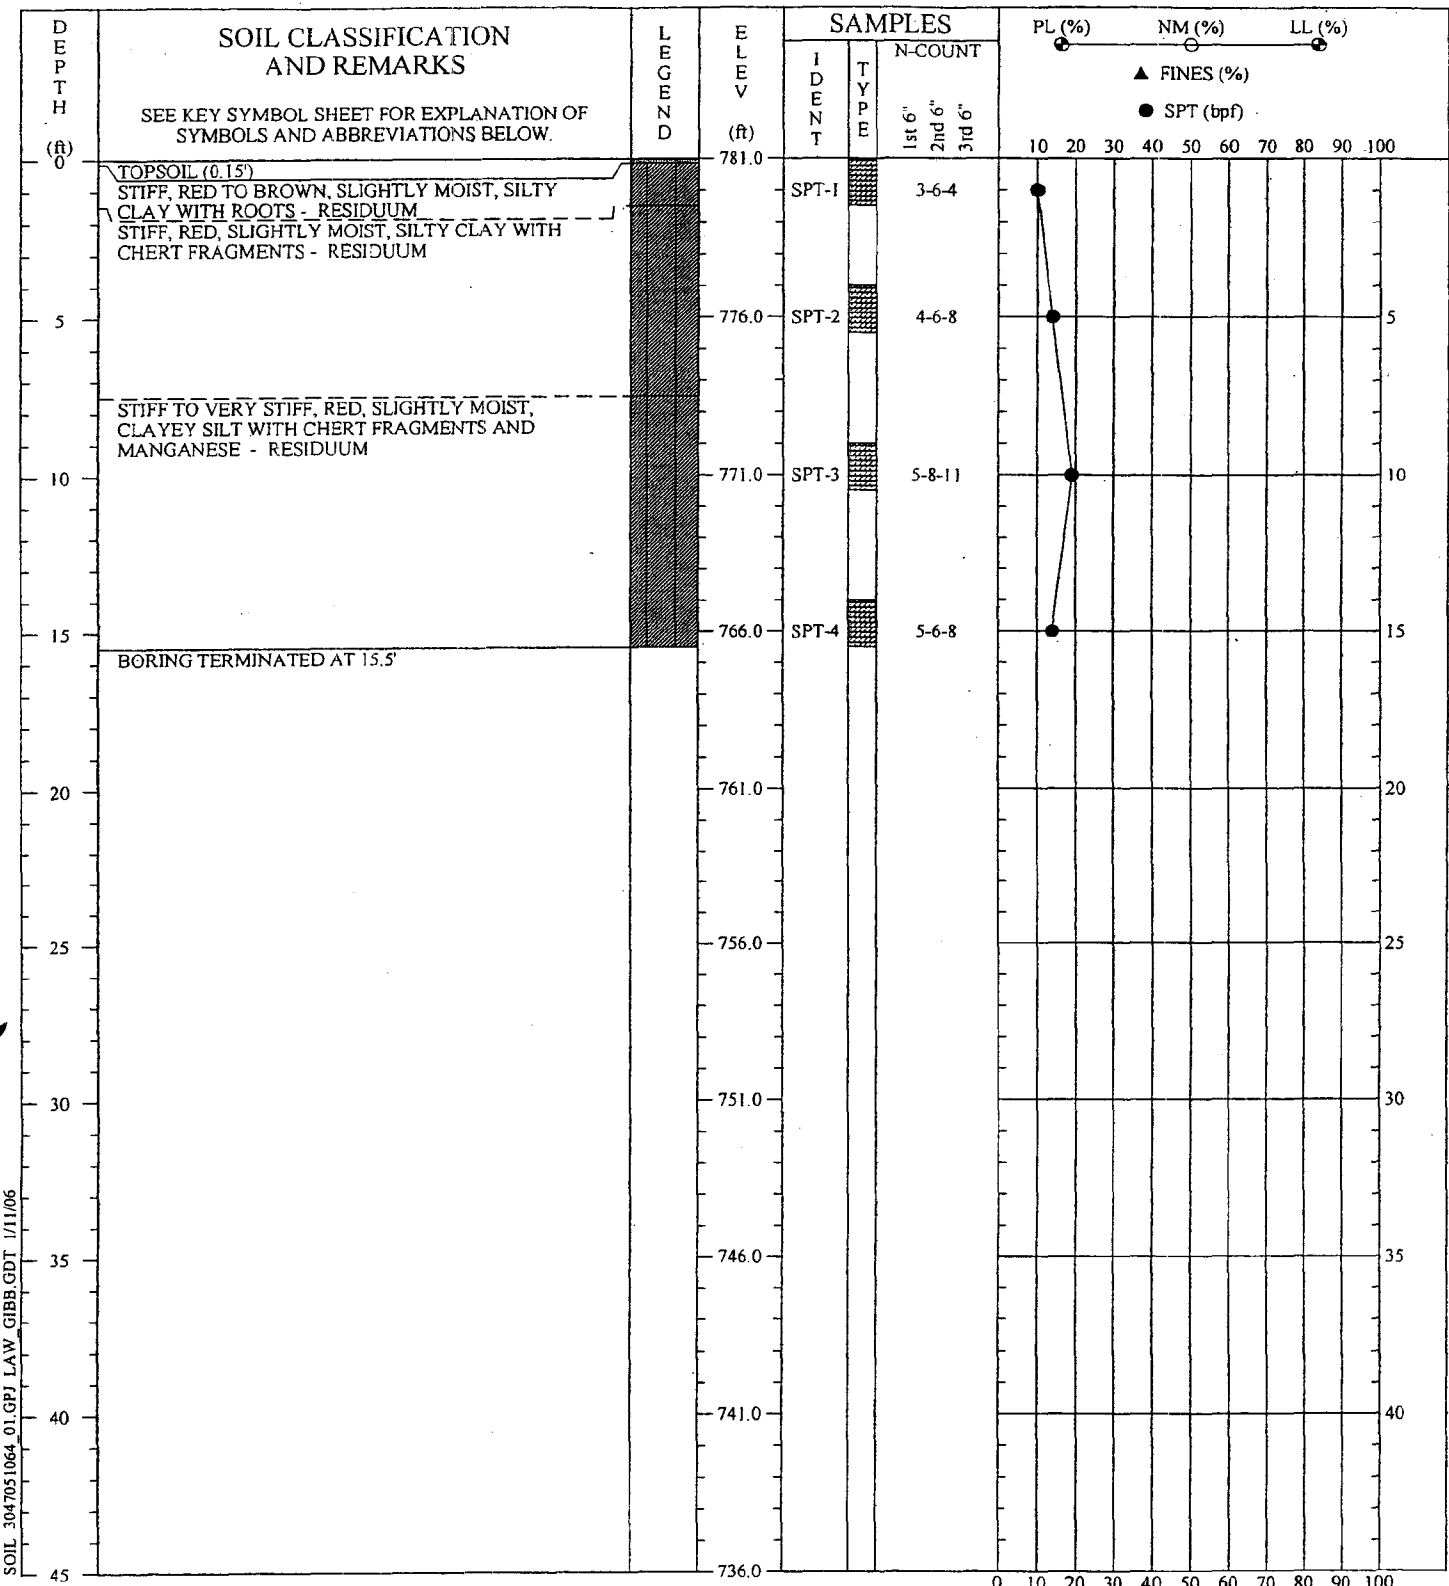 DEPTH (ft)
SOIL CLASSIFICATION
AND REMARKS
SEE KEY SYMBOL SHEET FOR EXPLANATION OF
SYMBOLS AND ABBREVIATIONS BELOW.
LEGEND
ELEV (ft)
SAMPLES
IDENT
TYPE
N-COUNT
1st 6"
2nd 6"
3rd 6"
PL (%) NM (%) LL (%)
▲ FINES (%)
● SPT (bpf)
10 20 30 40 50 60 70 80 90 100
0
TOPSOIL (0.15')
781.0
STIFF, RED TO BROWN, SLIGHTLY MOIST, SILTY
CLAY WITH ROOTS - RESIDUUM
SPT-1 3-6-4
STIFF, RED, SLIGHTLY MOIST, SILTY CLAY WITH
CHERT FRAGMENTS - RESIDUUM
5 776.0 SPT-2 4-6-8 5
STIFF TO VERY STIFF, RED, SLIGHTLY MOIST,
CLAYEY SILT WITH CHERT FRAGMENTS AND
MANGANESE - RESIDUUM
10 771.0 SPT-3 5-8-11 10
15 766.0 SPT-4 5-6-8 15
BORING TERMINATED AT 15.5'
20 761.0 20
25 756.0 25
30 751.0 30
35 746.0 35
40 741.0 40
45 736.0
0 10 20 30 40 50 60 70 80 90 100
SOIL 3047051064_01.GPJ LAW_GIBB.GDT 1/11/06